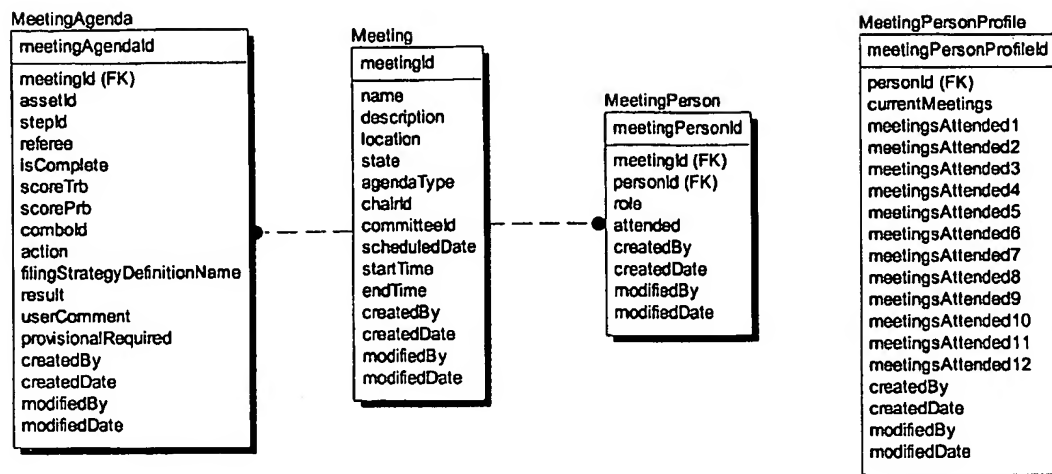 MeetingAgenda
meetingAgendaId
meetingId (FK)
assetId
stepId
referee
isComplete
scoreTrb
scorePrb
comboId
action
filingStrategyDefinitionName
result
userComment
provisionalRequired
createdBy
createdDate
modifiedBy
modifiedDate
Meeting
meetingId
name
description
location
state
agendaType
chairId
committeeId
scheduledDate
startTime
endTime
createdBy
createdDate
modifiedBy
modifiedDate
MeetingPerson
meetingPersonId
meetingId (FK)
personId (FK)
role
attended
createdBy
createdDate
modifiedBy
modifiedDate
MeetingPersonProfile
meetingPersonProfileId
personId (FK)
currentMeetings
meetingsAttended1
meetingsAttended2
meetingsAttended3
meetingsAttended4
meetingsAttended5
meetingsAttended6
meetingsAttended7
meetingsAttended8
meetingsAttended9
meetingsAttended10
meetingsAttended11
meetingsAttended12
createdBy
createdDate
modifiedBy
modifiedDate